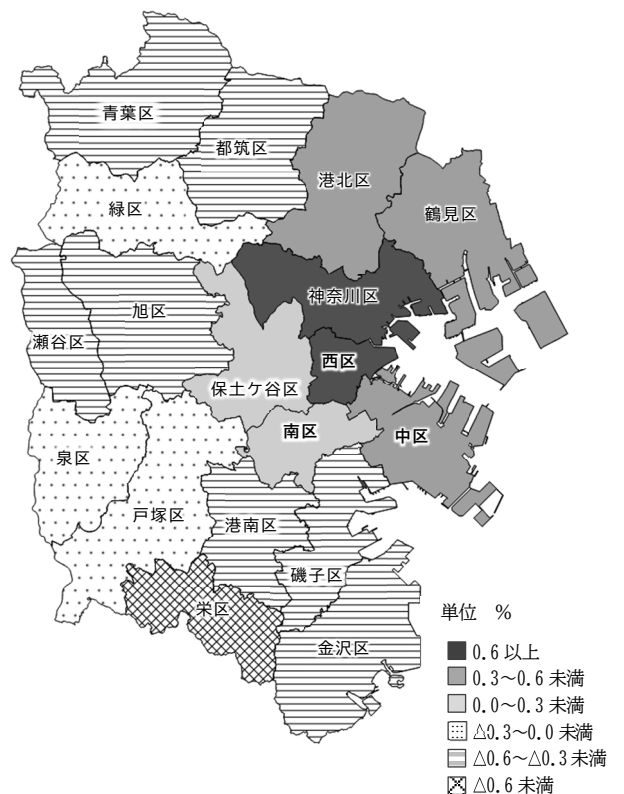 青葉区
都筑区
港北区
緑区
鶴見区
神奈川区
旭区
瀬谷区
西区
保土ケ谷区
南区
中区
泉区
戸塚区
港南区
磯子区
栄区
金沢区
単位　%
0.6 以上
0.3～0.6 未満
0.0～0.3 未満
△0.3～0.0 未満
△0.6～△0.3 未満
△0.6 未満